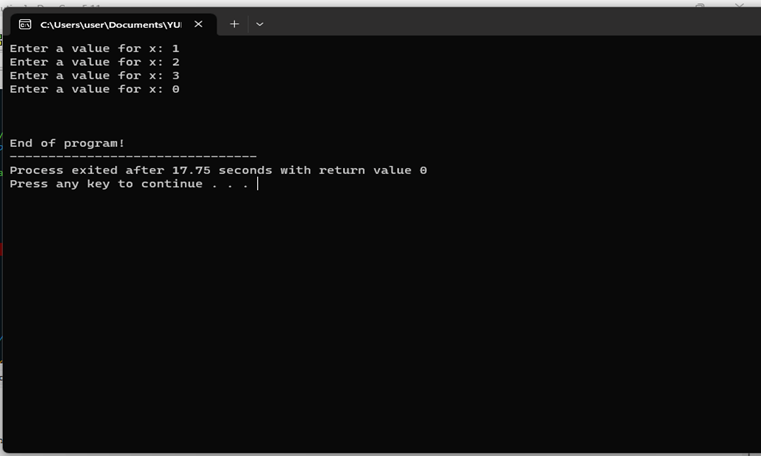 C:\Users\user\Documents\YUI
Enter a value for x: 1
Enter a value for x: 2
Enter a value for x: 3
Enter a value for x: 0
End of program!
--------------------------------
Process exited after 17.75 seconds with return value 0
Press any key to continue . . .